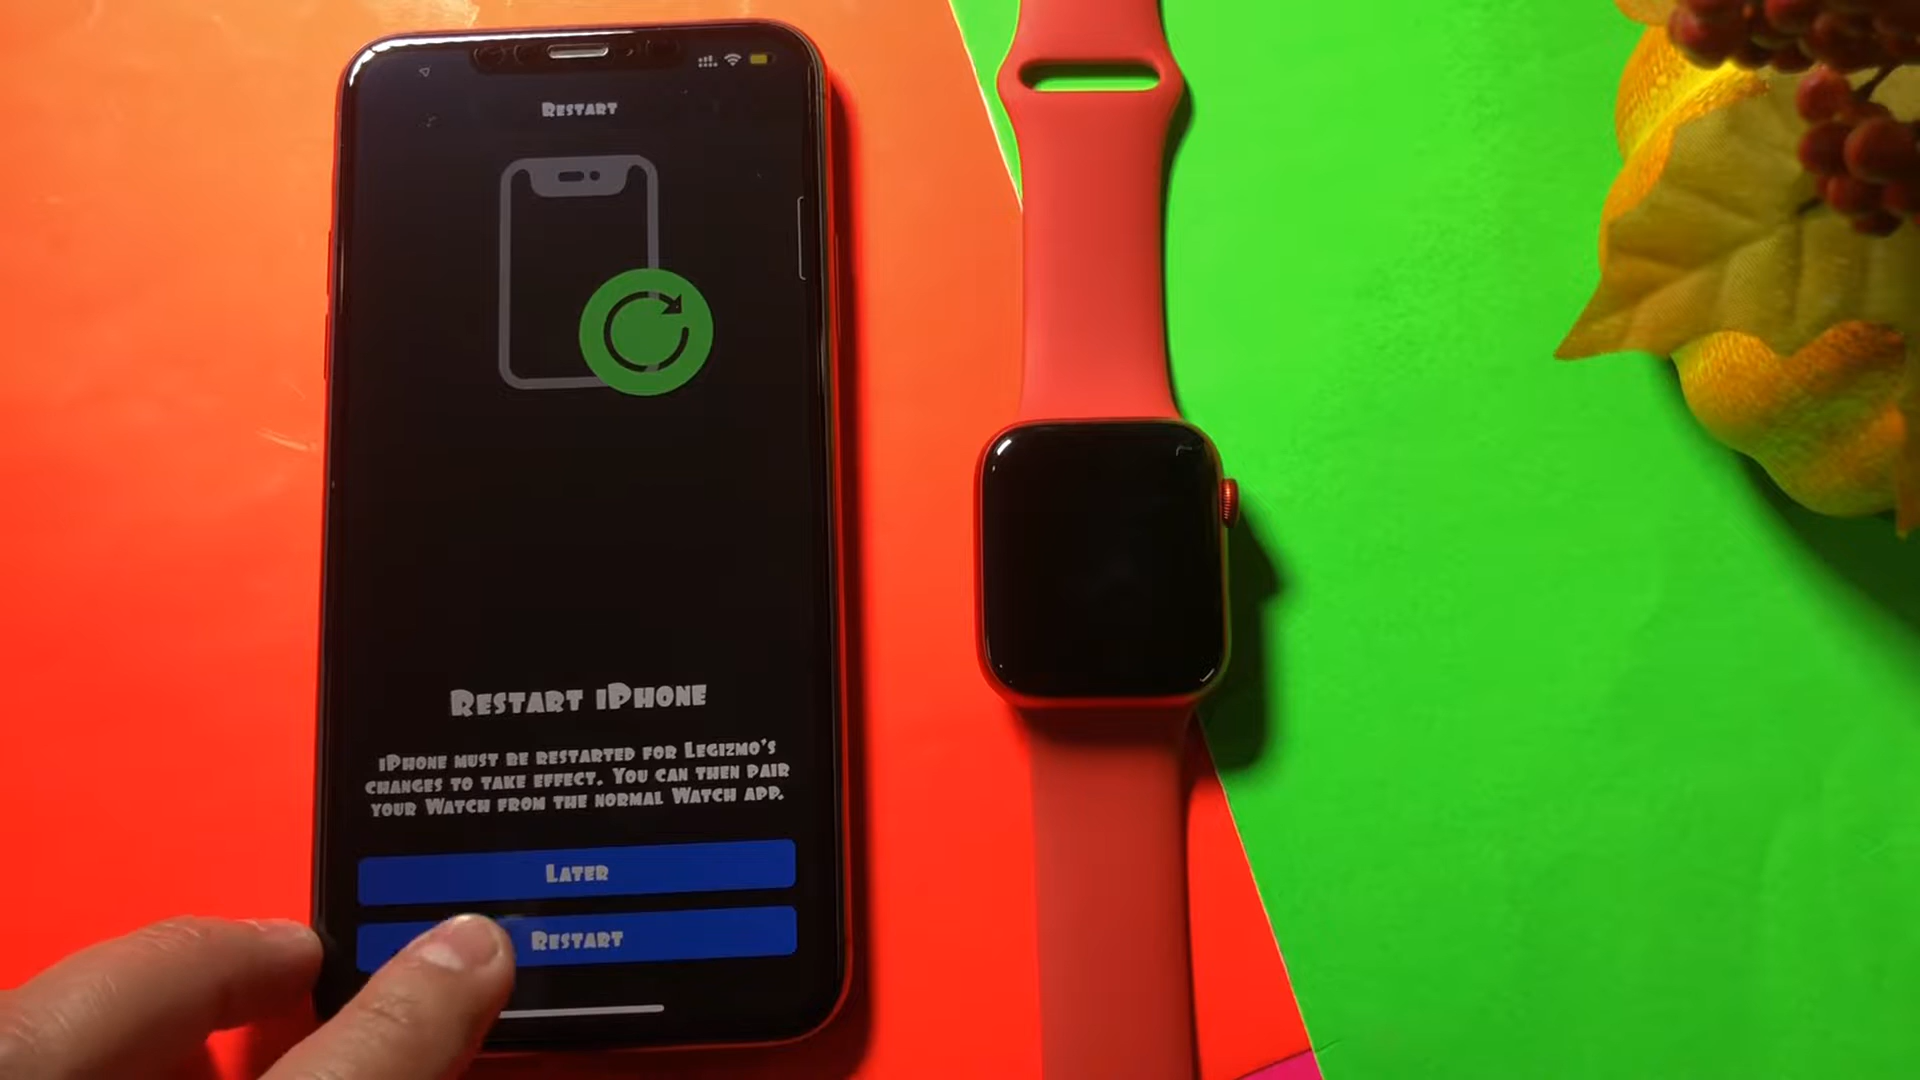 Restart
Restart iPhone
iPhone must be restarted for Legizmo's
changes to take effect. You can then pair
your Watch from the normal Watch app.
Later
Restart